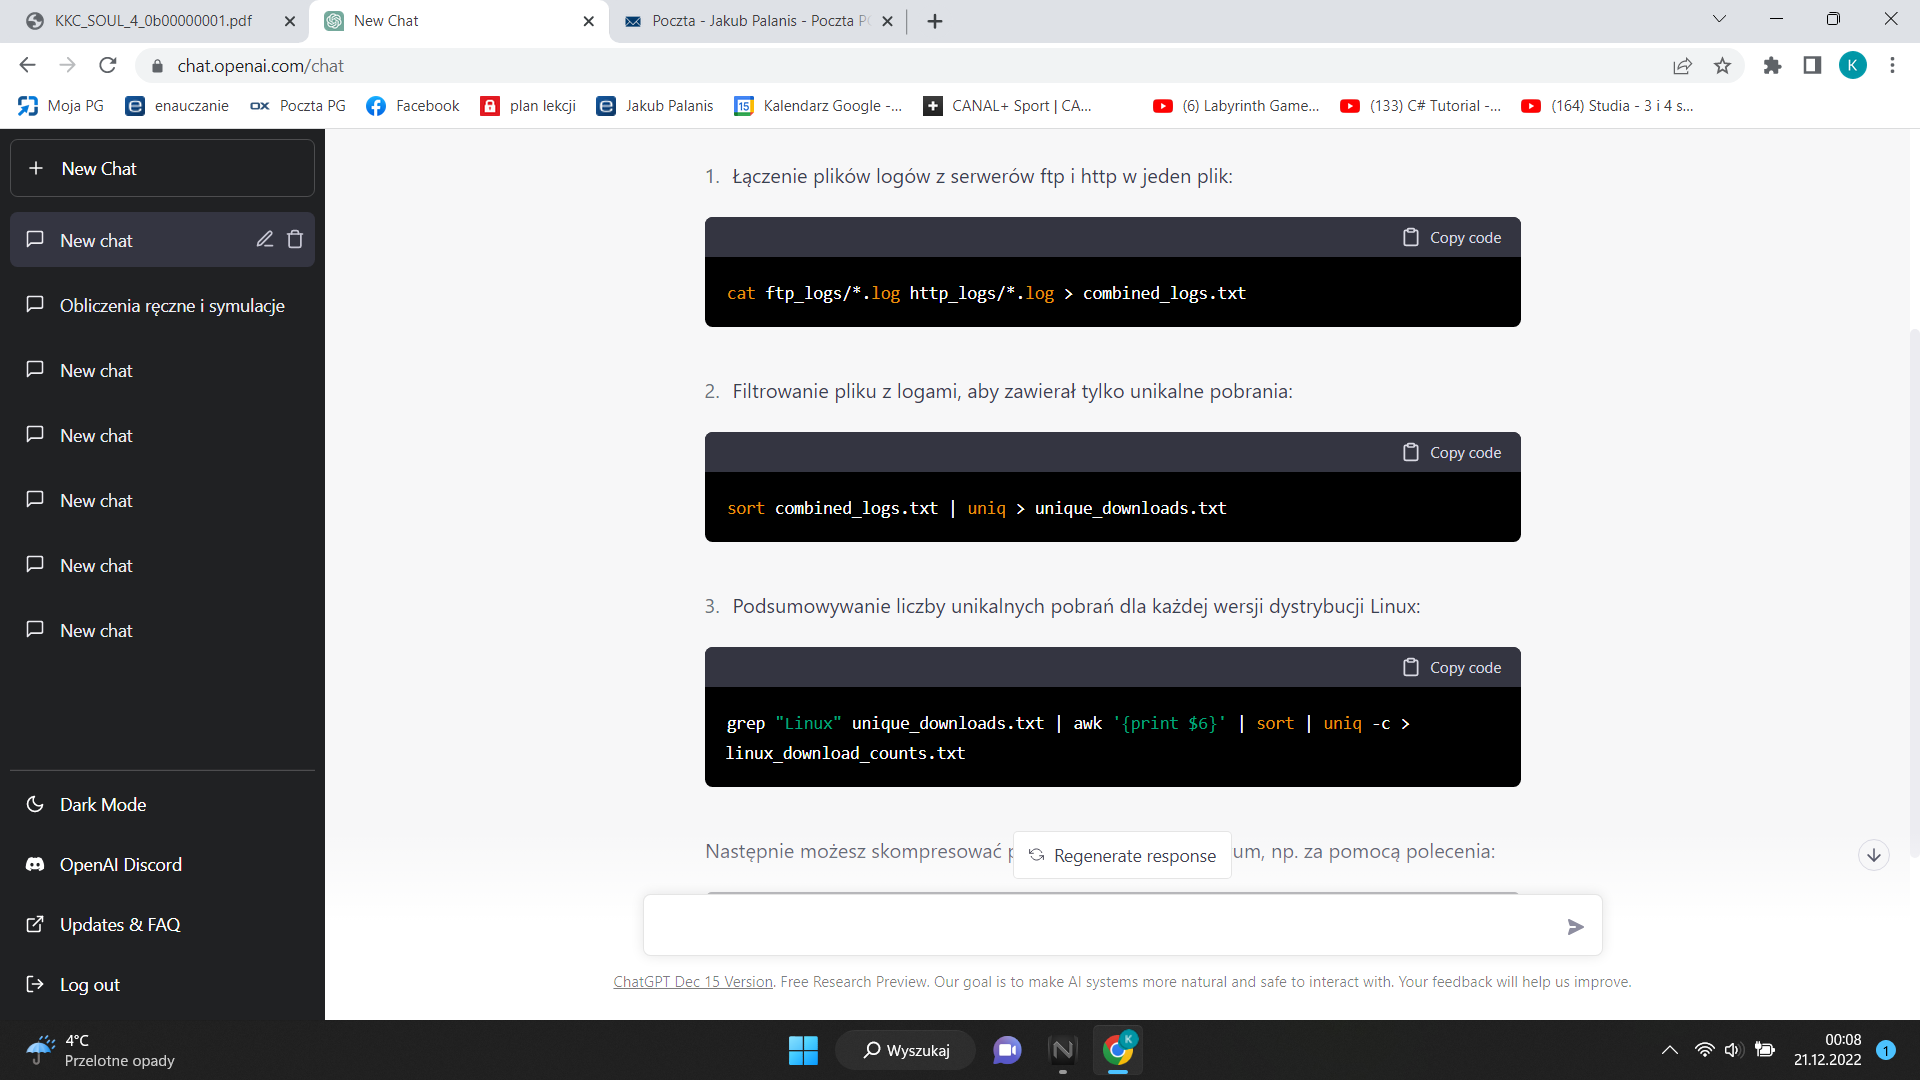 KKC_SOUL_4_0b00000001.pdf
New Chat
Poczta - Jakub Palanis - Poczta PG
chat.openai.com/chat
K
Moja PG
enauczanie
Poczta PG
Facebook
plan lekcji
Jakub Palanis
Kalendarz Google -...
CANAL+ Sport | CA...
(6) Labyrinth Game...
(133) C# Tutorial -...
(164) Studia - 3 i 4 s...
New Chat
New chat
Obliczenia ręczne i symulacje
New chat
New chat
New chat
New chat
New chat
Dark Mode
OpenAI Discord
Updates & FAQ
Log out
1. Łączenie plików logów z serwerów ftp i http w jeden plik:
Copy code
cat ftp_logs/*.log http_logs/*.log > combined_logs.txt
2. Filtrowanie pliku z logami, aby zawierał tylko unikalne pobrania:
Copy code
sort combined_logs.txt | uniq > unique_downloads.txt
3. Podsumowywanie liczby unikalnych pobrań dla każdej wersji dystrybucji Linux:
Copy code
grep "Linux" unique_downloads.txt | awk '{print $6}' | sort | uniq -c >
linux_download_counts.txt
Następnie możesz skompresować p
um, np. za pomocą polecenia:
Regenerate response
ChatGPT Dec 15 Version. Free Research Preview. Our goal is to make AI systems more natural and safe to interact with. Your feedback will help us improve.
4°C
Przelotne opady
Wyszukaj
K
00:08
21.12.2022
1